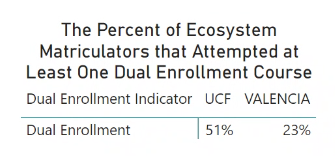 The Percent of Ecosystem
Matriculators that Attempted at
Least One Dual Enrollment Course
Dual Enrollment Indicator UCF VALENCIA
Dual Enrollment 51% 23%